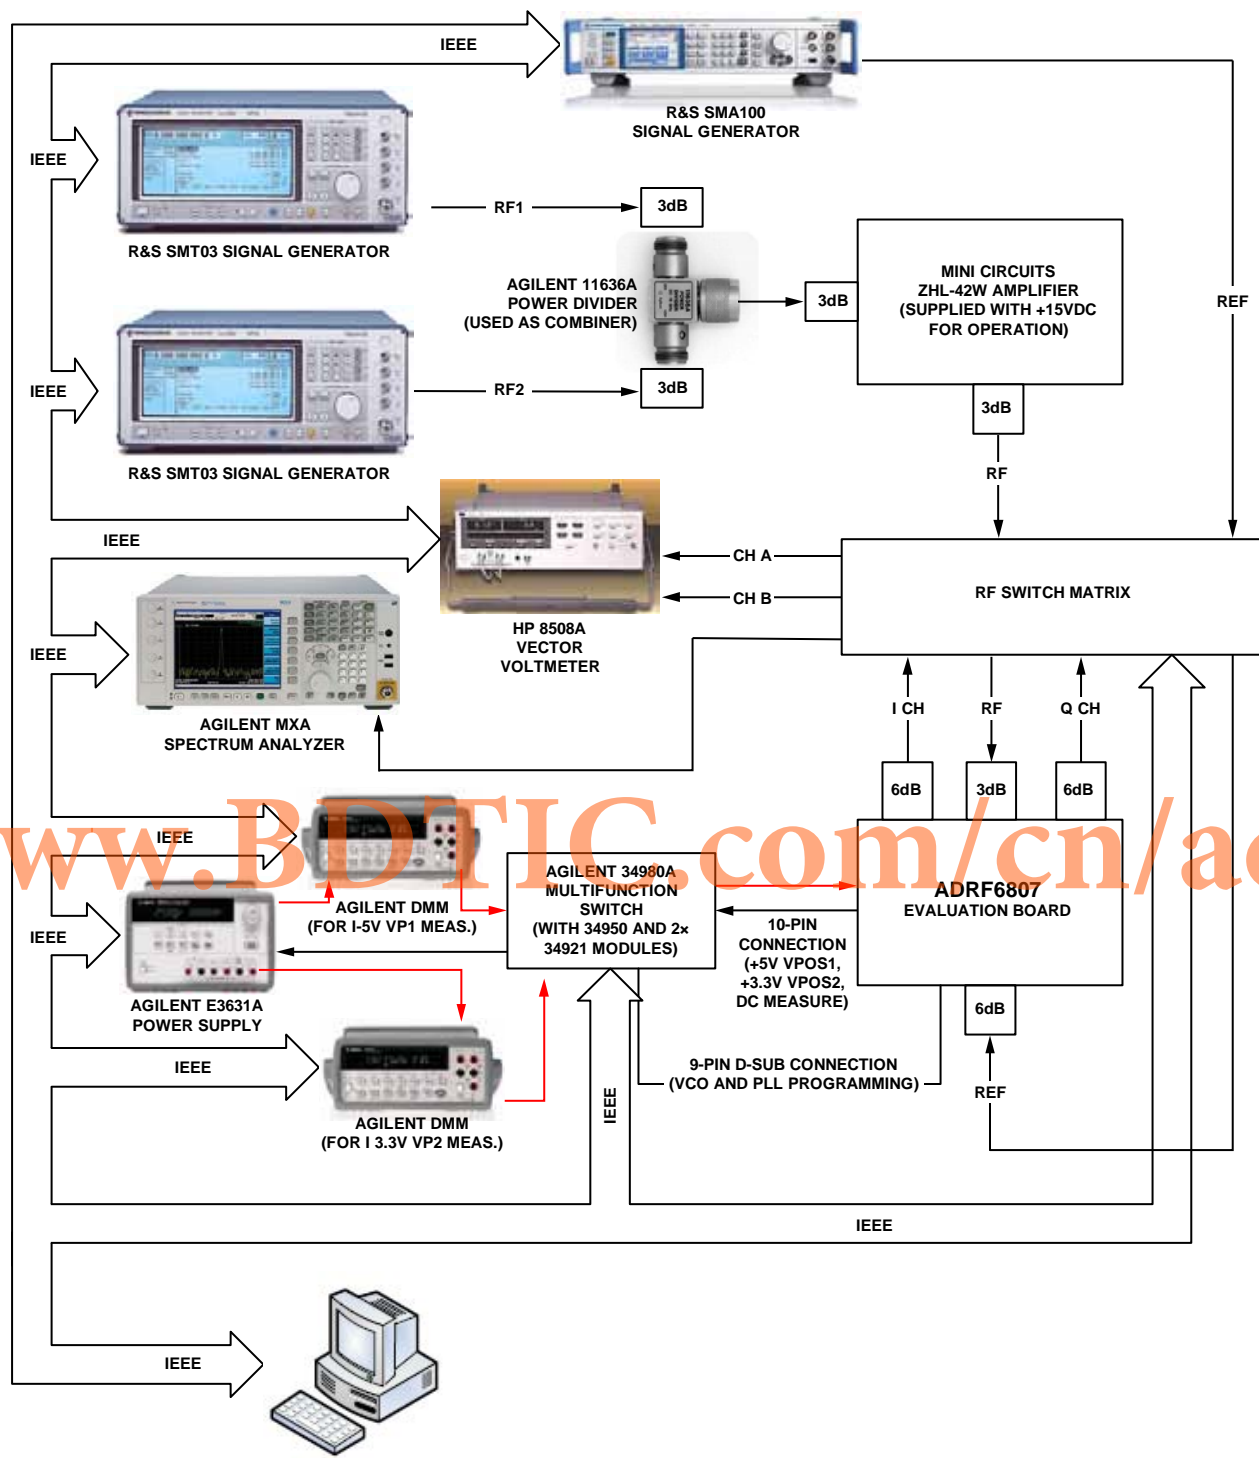 IEEE
R&S SMA100
SIGNAL GENERATOR
IEEE
R&S SMT03 SIGNAL GENERATOR
RF1
3dB
AGILENT 11636A
POWER DIVIDER
(USED AS COMBINER)
3dB
MINI CIRCUITS
ZHL-42W AMPLIFIER
(SUPPLIED WITH +15VDC
FOR OPERATION)
REF
IEEE
RF2
3dB
3dB
R&S SMT03 SIGNAL GENERATOR
RF
IEEE
CH A
CH B
RF SWITCH MATRIX
HP 8508A
VECTOR
VOLTMETER
IEEE
AGILENT MXA
SPECTRUM ANALYZER
I CH
RF
Q CH
6dB
3dB
6dB
www.BDTIC.com/cn/a
IEEE
AGILENT DMM
(FOR I-5V VP1 MEAS.)
AGILENT 34980A
MULTIFUNCTION
SWITCH
(WITH 34950 AND 2×
34921 MODULES)
ADRF6807
EVALUATION BOARD
10-PIN
CONNECTION
(+5V VPOS1,
+3.3V VPOS2,
DC MEASURE)
IEEE
AGILENT E3631A
POWER SUPPLY
6dB
IEEE
9-PIN D-SUB CONNECTION
(VCO AND PLL PROGRAMMING)
REF
AGILENT DMM
(FOR I 3.3V VP2 MEAS.)
IEEE
IEEE
IEEE